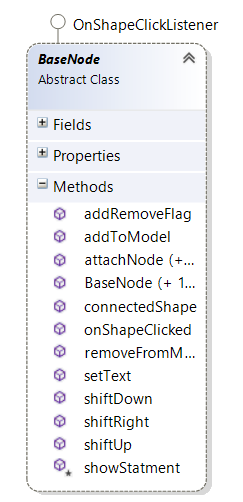 OnShapeClickListener
BaseNode
Abstract Class
Fields
Properties
Methods
addRemoveFlag
addToModel
attachNode (+...
BaseNode (+ 1...
connectedShape
onShapeClicked
removeFromM...
setText
shiftDown
shiftRight
shiftUp
showStatment